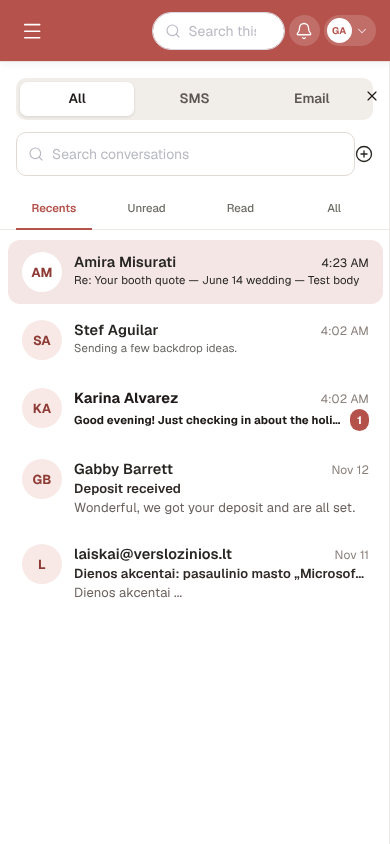 Search this
GA
All
SMS
Email
Search conversations
Recents
Unread
Read
All
AM
Amira Misurati
4:23 AM
Re: Your booth quote — June 14 wedding — Test body
SA
Stef Aguilar
4:02 AM
Sending a few backdrop ideas.
KA
Karina Alvarez
4:02 AM
Good evening! Just checking in about the holi...
1
GB
Gabby Barrett
Nov 12
Deposit received
Wonderful, we got your deposit and are all set.
L
laiskai@verslozinios.lt
Nov 11
Dienos akcentai: pasaulinio masto „Microsof...
Dienos akcentai ...